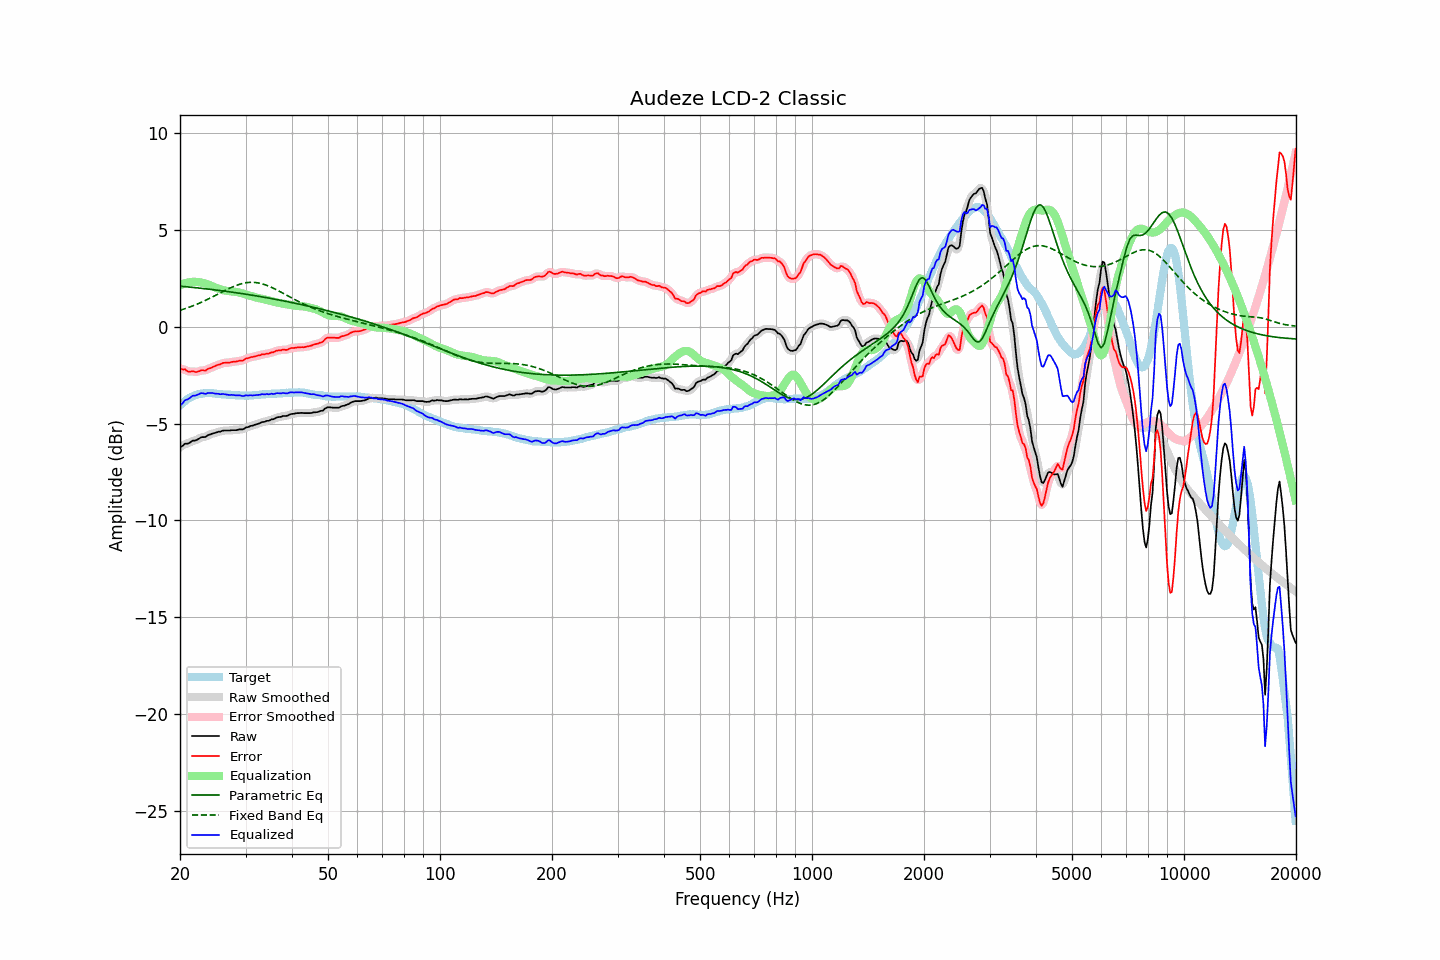 Audeze LCD-2 Classic
Amplitude (dBr)
10
5
0
−5
−10
−15
−20
−25
Target
Raw Smoothed
Error Smoothed
Raw
Error
Equalization
Parametric Eq
Fixed Band Eq
Equalized
20 50 100 200 500 1000 2000 5000 10000 20000
Frequency (Hz)